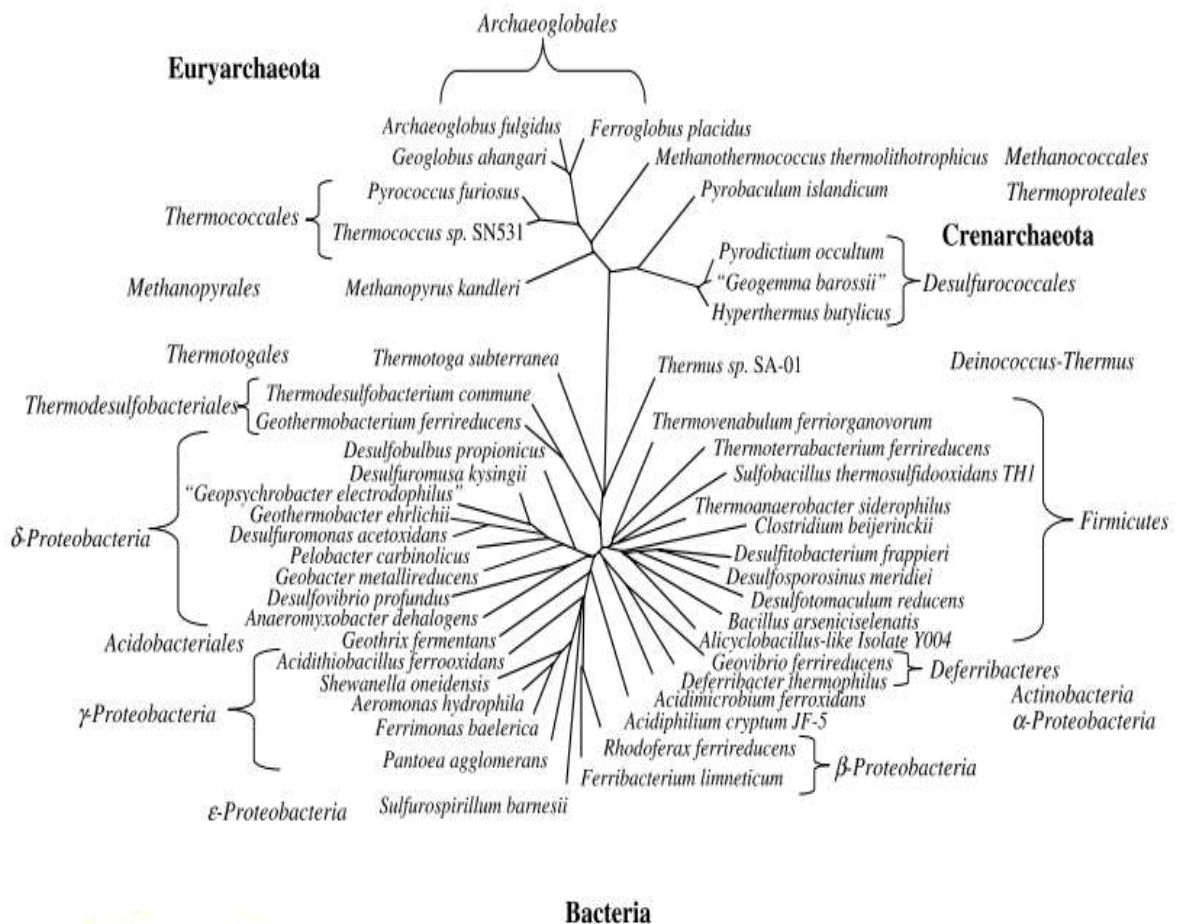 Archaeoglobales
Euryarchaeota
Archaeoglobus fulgidus Ferroglobus placidus
Geoglobus ahangari Methanothermococcus thermolithotrophicus Methanococcales
Pyrococcus furiosus Pyrobaculum islandicum Thermoproteales
Thermococcales
Thermococcus sp. SN531 Crenarchaeota
Pyrodictium occultum
Methanopyrales Methanopyrus kandleri "Geogemma barossii" Desulfurococcales
Hyperthermus butylicus
Thermotogales Thermotoga subterranea Thermus sp. SA-01 Deinococcus-Thermus
Thermodesulfobacterium commune
Thermodesulfobacteriales
Geothermobacterium ferrireducens Thermovenabulum ferriorganovorum
Desulfobulbus propionicus Thermoterrabacterium ferrireducens
Desulfuromusa kysingii Sulfobacillus thermosulfidooxidans TH1
"Geopsychrobacter electrodophilus" Thermoanaerobacter siderophilus
Geothermobacter ehrlichii Clostridium beijerinckii Firmicutes
δ-Proteobacteria Desulfuromonas acetoxidans
Pelobacter carbinolicus Desulfitobacterium frappieri
Geobacter metallireducens Desulfosporosinus meridiei
Desulfovibrio profundus Desulfotomaculum reducens
Anaeromyxobacter dehalogens Bacillus arseniciselenatis
Acidobacteriales Geothrix fermentans Alicyclobacillus-like Isolate Y004
Acidithiobacillus ferrooxidans Geovibrio ferrireducens Deferribacteres
Shewanella oneidensis Deferribacter thermophilus
Aeromonas hydrophila Acidimicrobium ferroxidans Actinobacteria
γ-Proteobacteria Ferrimonas baelerica Acidiphilium cryptum JF-5 α-Proteobacteria
Pantoea agglomerans Rhodoferax ferrireducens
Ferribacterium limneticum β-Proteobacteria
ε-Proteobacteria Sulfurospirillum barnesii
Bacteria